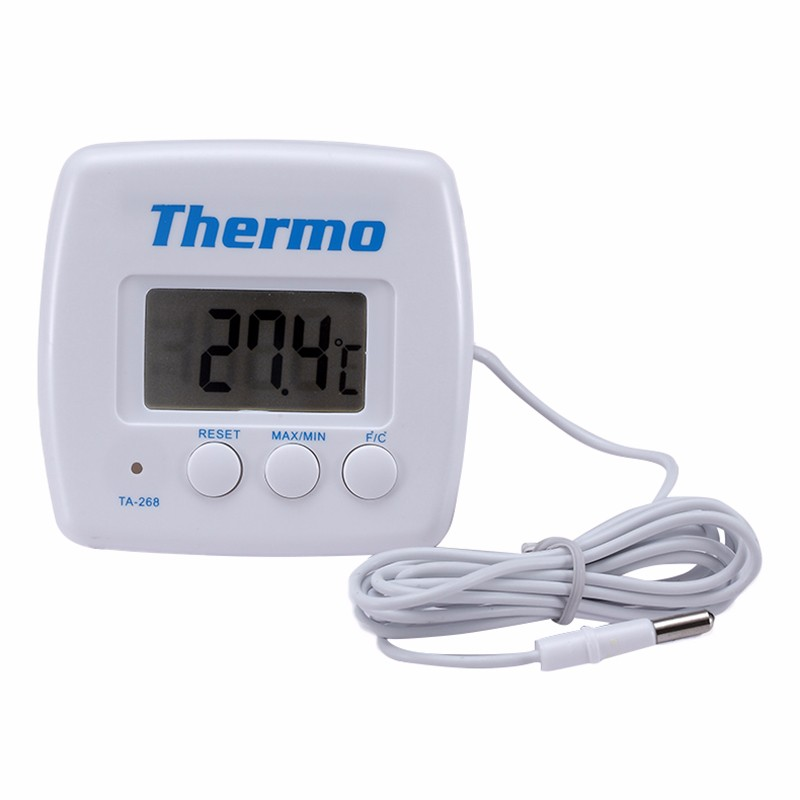 Thermo
27.4°C
RESET MAX/MIN °F/°C
TA-268